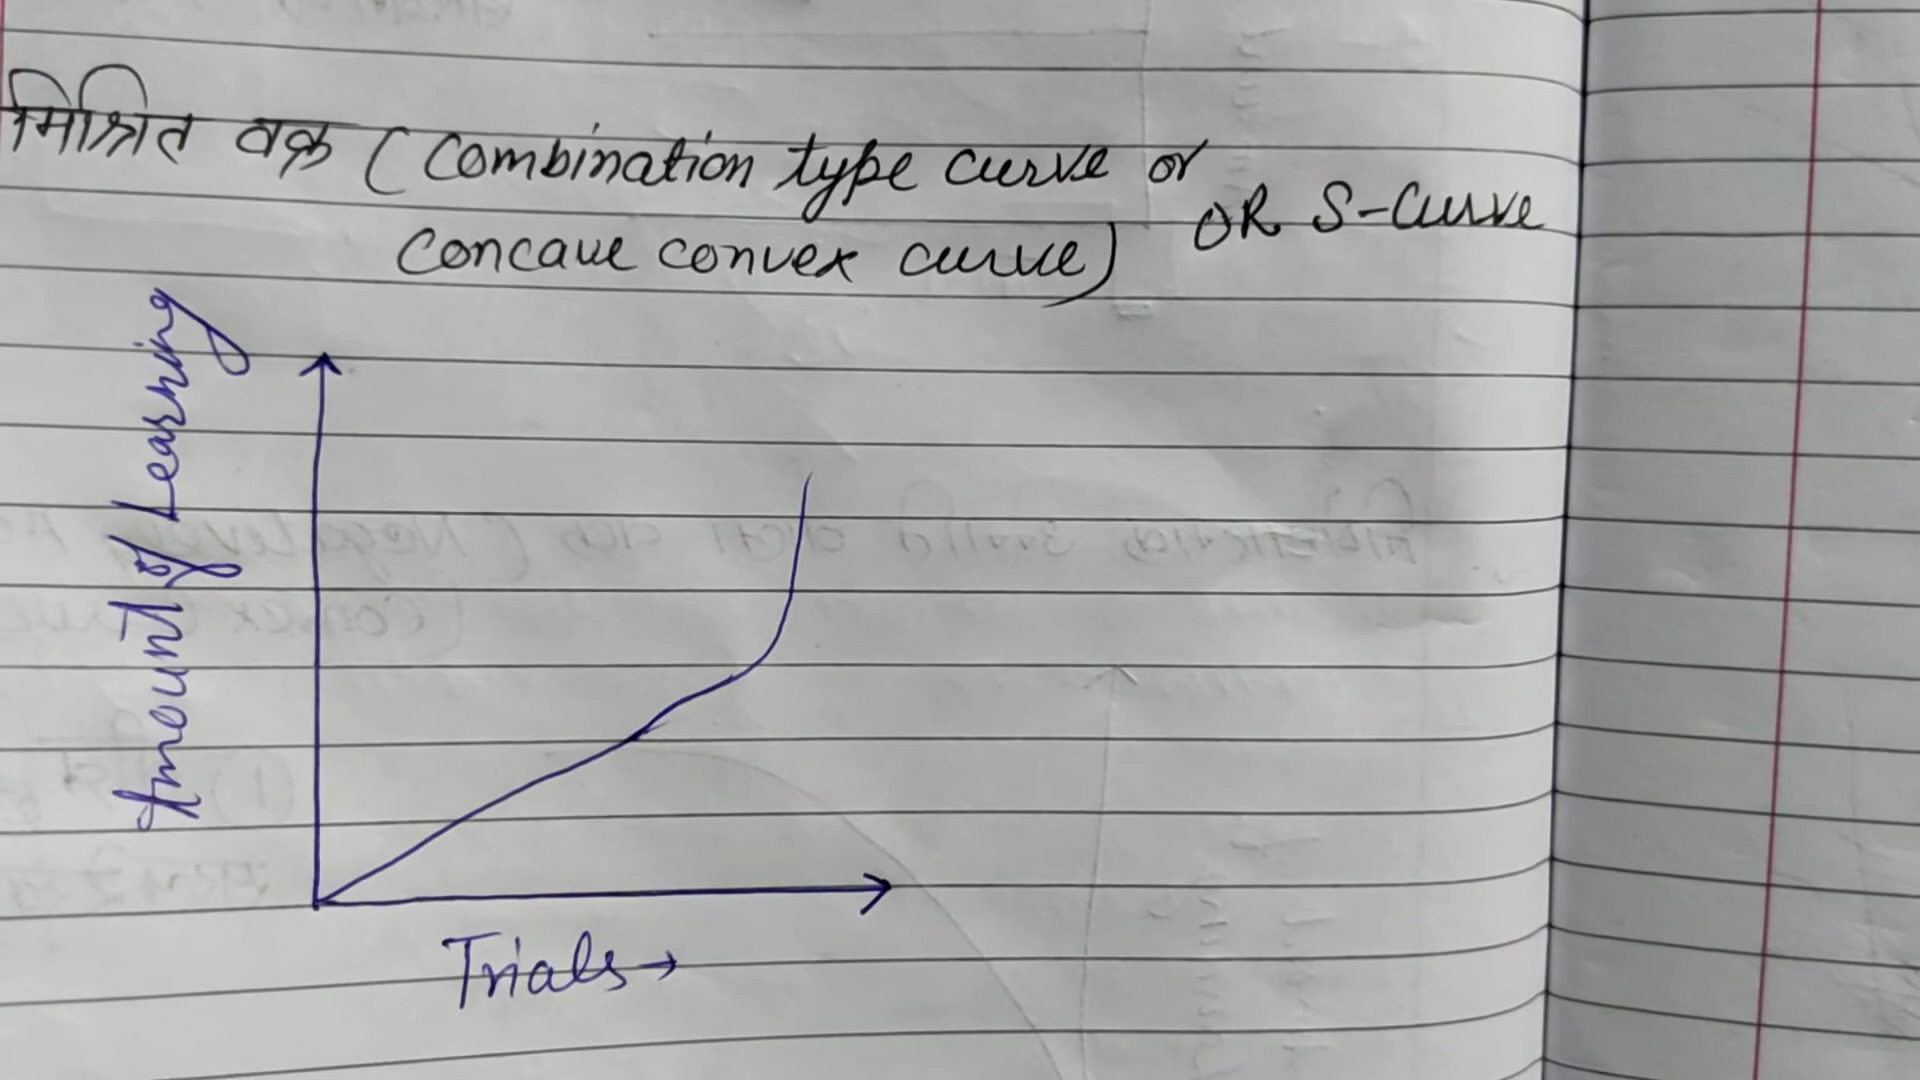 मिश्रित वक्र (Combination type curve or
OR S-Curve
Concave convex curve)
Amount of Learning
Trials→